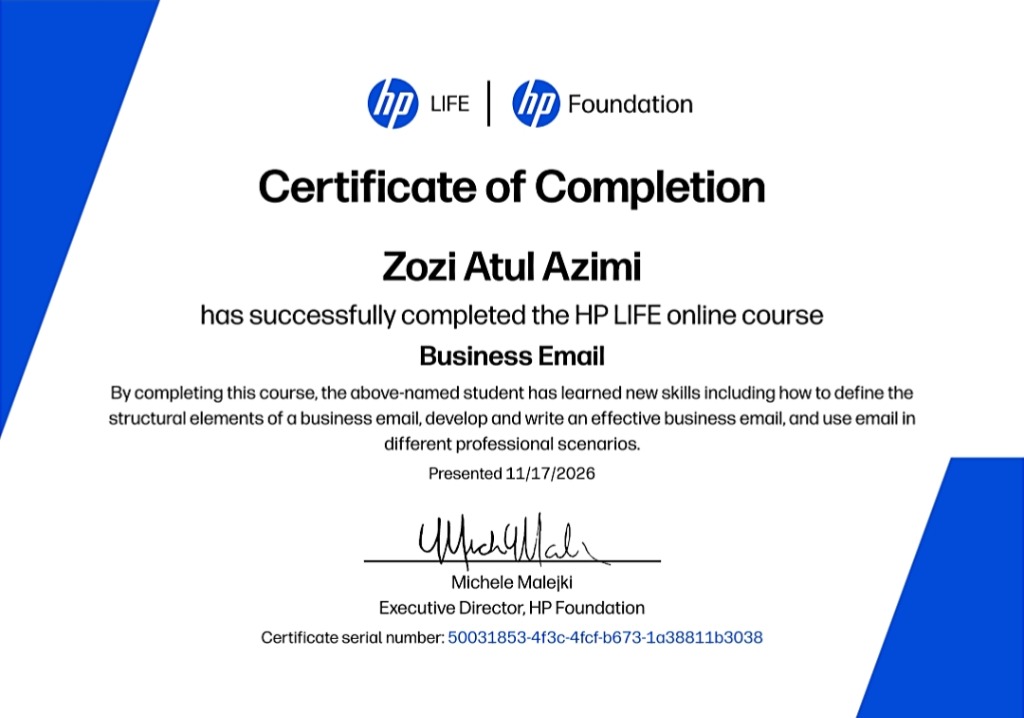 hp LIFE | hp Foundation
Certificate of Completion
Zozi Atul Azimi
has successfully completed the HP LIFE online course
Business Email
By completing this course, the above-named student has learned new skills including how to define the
structural elements of a business email, develop and write an effective business email, and use email in
different professional scenarios.
Presented 11/17/2026
Michele Malejki
Executive Director, HP Foundation
Certificate serial number: 50031853-4f3c-4fcf-b673-1a38811b3038